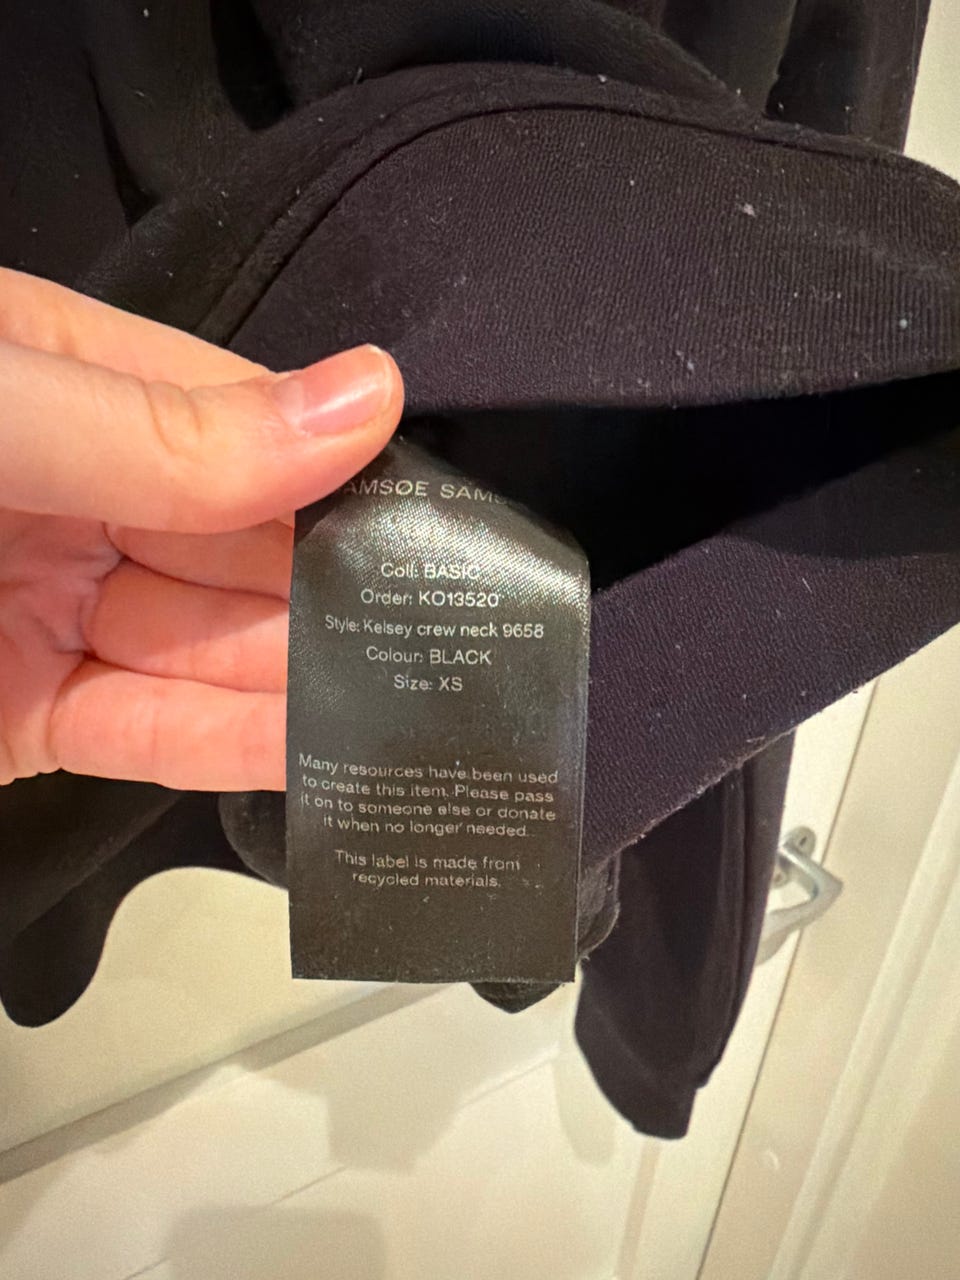 AMSØE SAMS
Coll: BASIC
Order: KO13520
Style: Kelsey crew neck 9658
Colour: BLACK
Size: XS
Many resources have been used
to create this item. Please pass
it on to someone else or donate
it when no longer needed.
This label is made from
recycled materials.